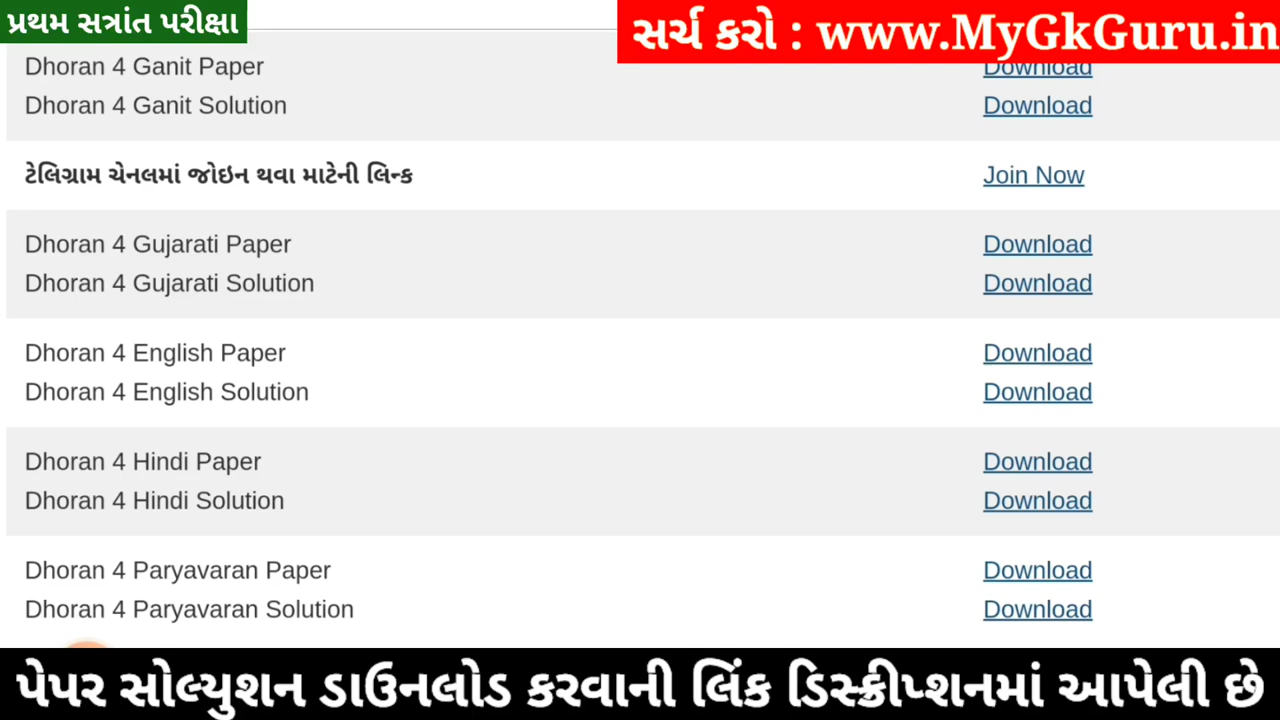 પ્રથમ સત્રાંત પરીક્ષા
સર્ચ કરો : www.MyGkGuru.in
Dhoran 4 Ganit Paper Download
Dhoran 4 Ganit Solution Download
ટેલિગ્રામ ચેનલમાં જોઇન થવા માટેની લિન્ક Join Now
Dhoran 4 Gujarati Paper Download
Dhoran 4 Gujarati Solution Download
Dhoran 4 English Paper Download
Dhoran 4 English Solution Download
Dhoran 4 Hindi Paper Download
Dhoran 4 Hindi Solution Download
Dhoran 4 Paryavaran Paper Download
Dhoran 4 Paryavaran Solution Download
પેપર સોલ્યુશન ડાઉનલોડ કરવાની લિંક ડિસ્ક્રીપ્શનમાં આપેલી છે